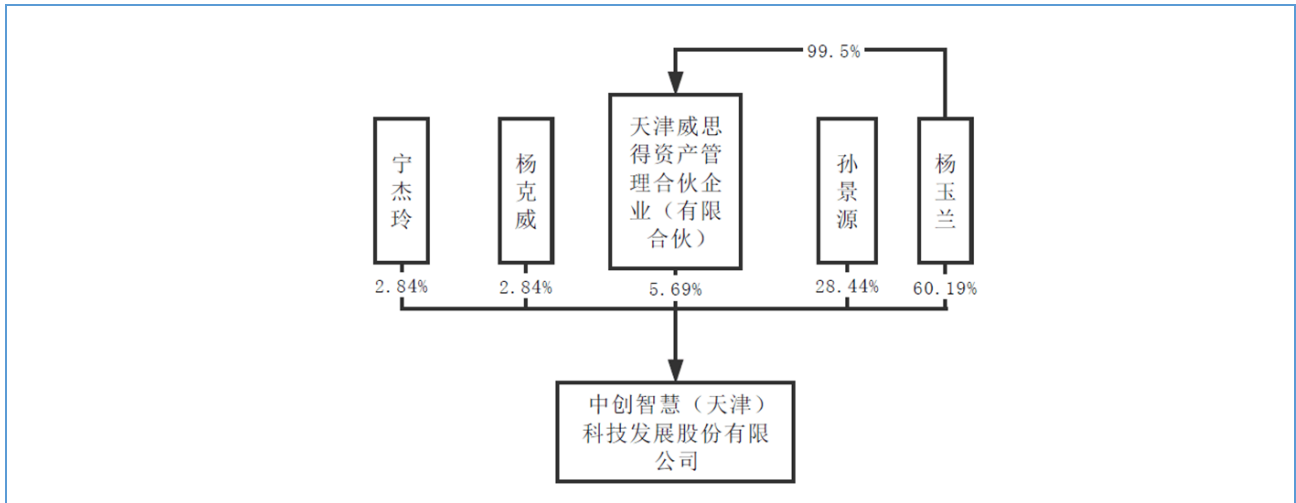 99.5%
宁杰玲
杨克威
天津威思
得资产管
理合伙企
业（有限
合伙）
孙景源
杨玉兰
2.84%
2.84%
5.69%
28.44%
60.19%
中创智慧（天津）
科技发展股份有限
公司